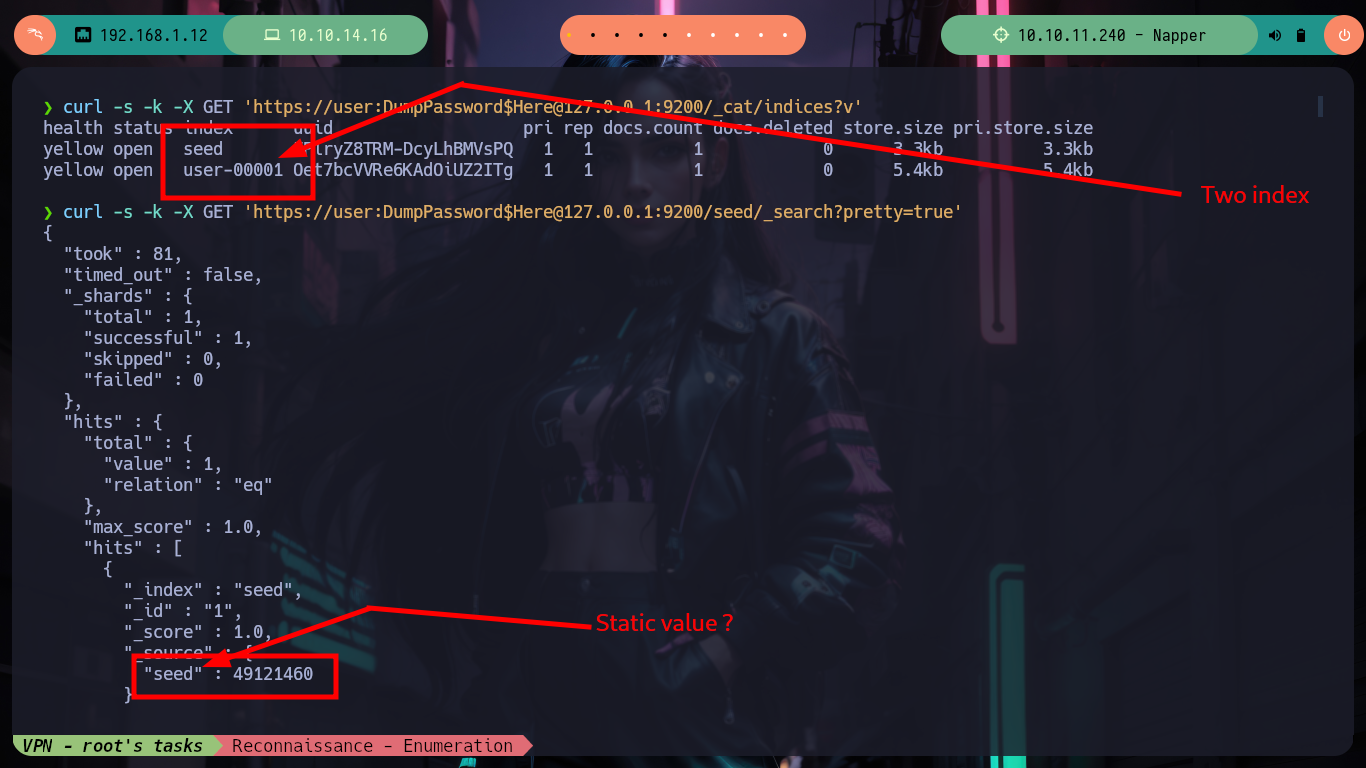 192.168.1.12 10.10.14.16 10.10.11.240 - Napper
❯ curl -s -k -X GET 'https://user:DumpPassword$Here@127.0.0.1:9200/_cat/indices?v'
health status index uuid pri rep docs.count docs.deleted store.size pri.store.size
yellow open seed 1 1 1 0 3.3kb 3.3kb
yellow open user-00001 Oet7bcVVRe6KAdOiUZ2ITg 1 1 1 0 5.4kb 5.4kb
Two index
❯ curl -s -k -X GET 'https://user:DumpPassword$Here@127.0.0.1:9200/seed/_search?pretty=true'
{
"took" : 81,
"timed_out" : false,
"_shards" : {
"total" : 1,
"successful" : 1,
"skipped" : 0,
"failed" : 0
},
"hits" : {
"total" : {
"value" : 1,
"relation" : "eq"
},
"max_score" : 1.0,
"hits" : [
{
"_index" : "seed",
"_id" : "1",
"_score" : 1.0,
Static value ?
"_source" : {
"seed" : 49121460
}
VPN - root's tasks Reconnaissance - Enumeration